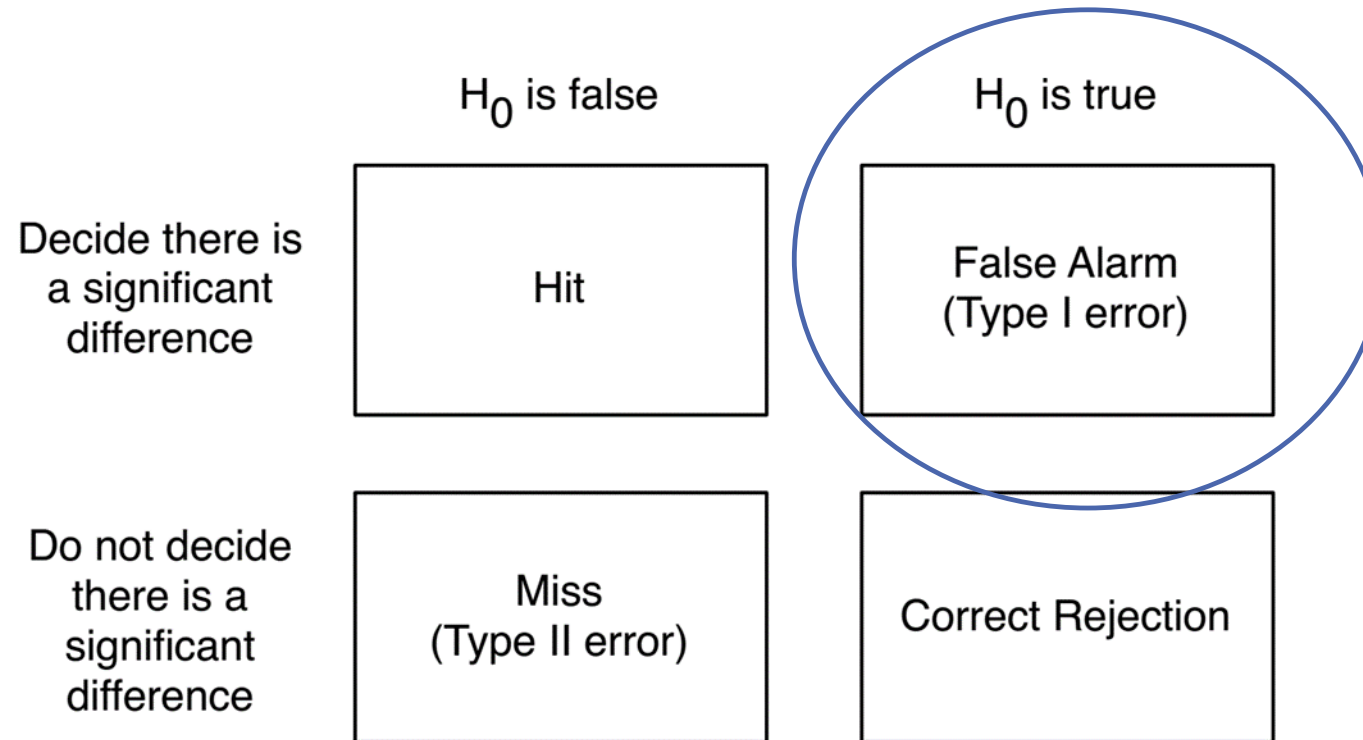 H₀ is false
H₀ is true
Decide there is
a significant
difference
Hit
False Alarm
(Type I error)
Do not decide
there is a
significant
difference
Miss
(Type II error)
Correct Rejection